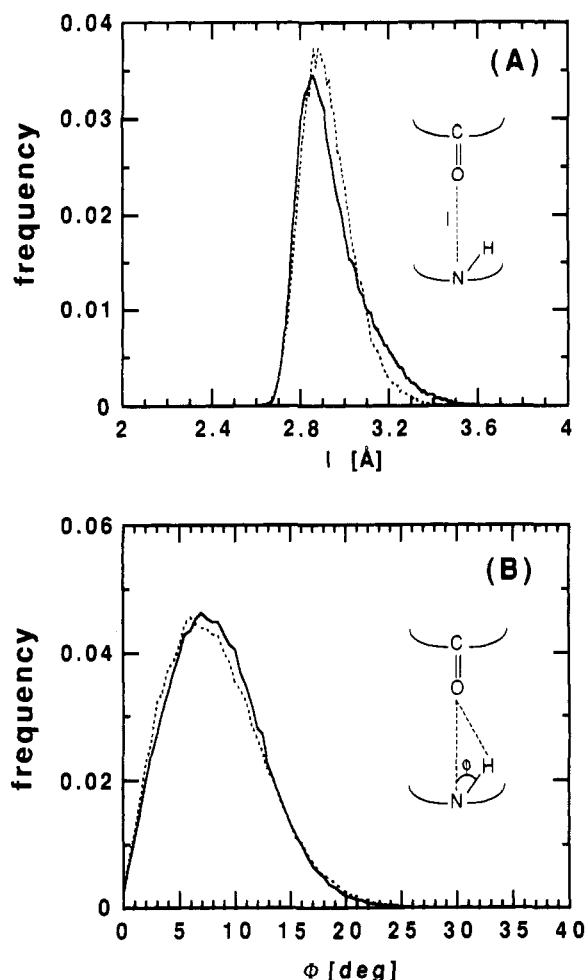 0.04
(A)
0.03
C
O
frequency
0.02
l
H
N
0.01
0
2 2.4 2.8 3.2 3.6 4
l [Å]
0.06
(B)
0.04
C
O
frequency
ϕ
H
0.02
N
0
0 5 10 15 20 25 30 35 40
Φ [deg]